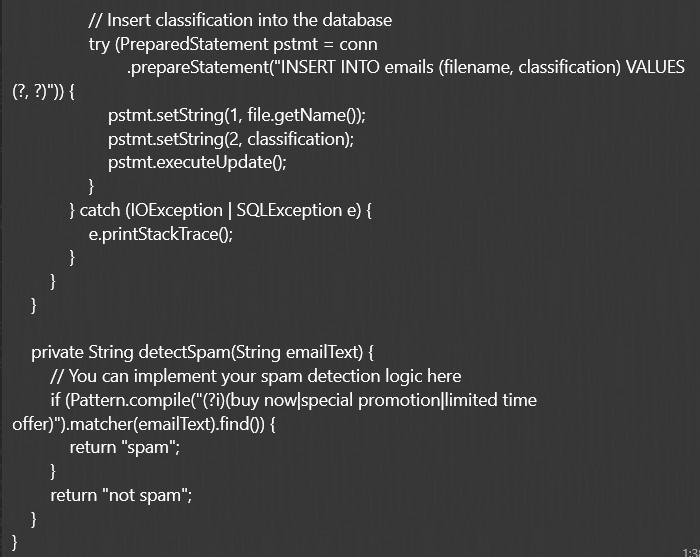 // Insert classification into the database
try (PreparedStatement pstmt = conn
.prepareStatement("INSERT INTO emails (filename, classification) VALUES
(?, ?)")) {
pstmt.setString(1, file.getName());
pstmt.setString(2, classification);
pstmt.executeUpdate();
}
} catch (IOException | SQLException e) {
e.printStackTrace();
}
}
}
private String detectSpam(String emailText) {
// You can implement your spam detection logic here
if (Pattern.compile("(?i)(buy now|special promotion|limited time
offer)").matcher(emailText).find()) {
return "spam";
}
return "not spam";
}
}